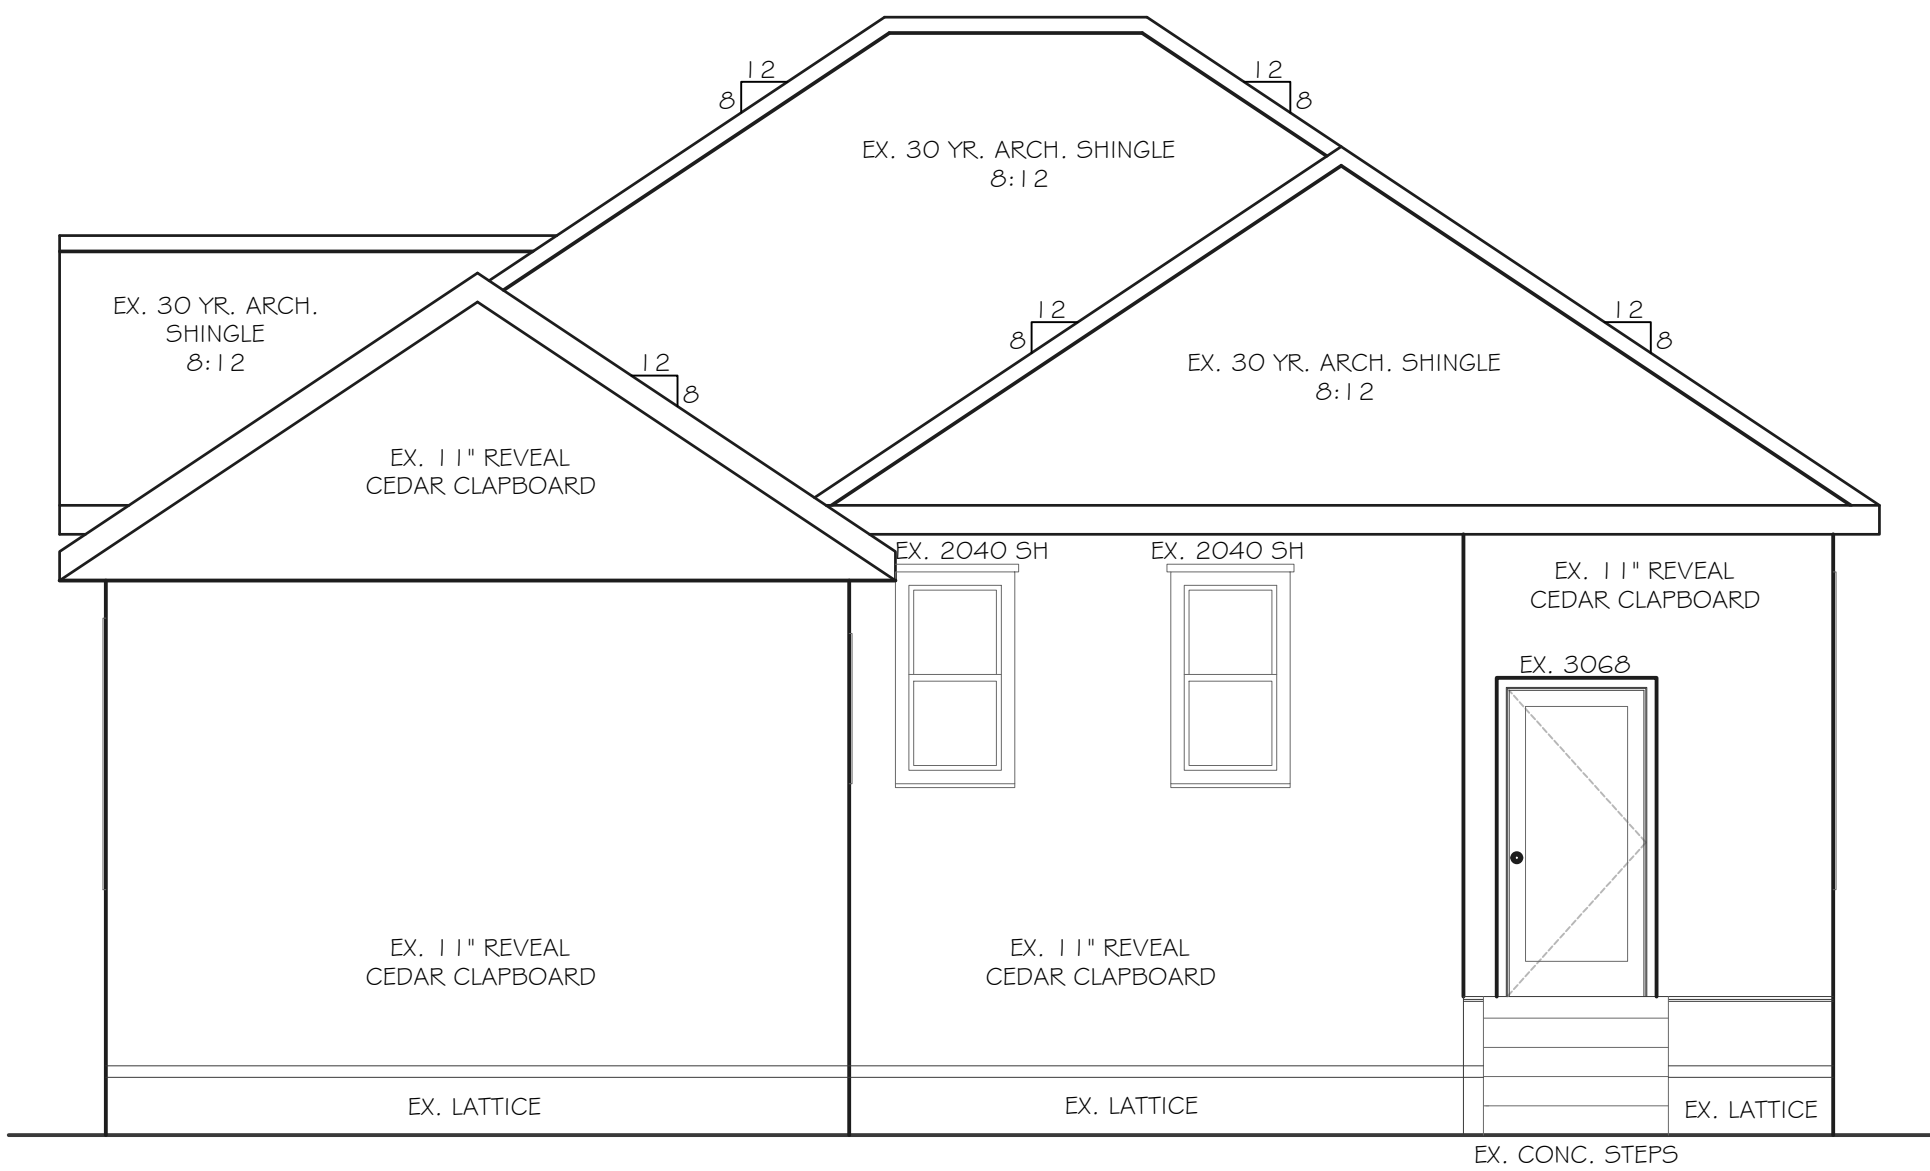 12
8
12
8
EX. 30 YR. ARCH. SHINGLE
8:12
EX. 30 YR. ARCH.
SHINGLE
8:12
12
8
12
8
12
8
EX. 30 YR. ARCH. SHINGLE
8:12
EX. 11" REVEAL
CEDAR CLAPBOARD
EX. 2040 SH
EX. 2040 SH
EX. 11" REVEAL
CEDAR CLAPBOARD
EX. 3068
EX. 11" REVEAL
CEDAR CLAPBOARD
EX. 11" REVEAL
CEDAR CLAPBOARD
EX. LATTICE
EX. LATTICE
EX. LATTICE
EX. CONC. STEPS